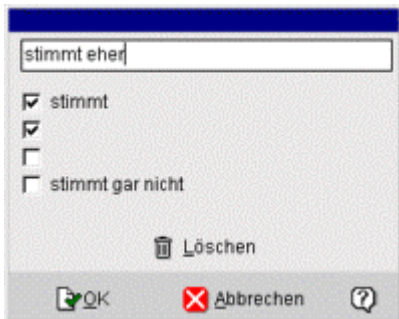 stimmt eher
stimmt
stimmt gar nicht
Löschen
OK
Abbrechen